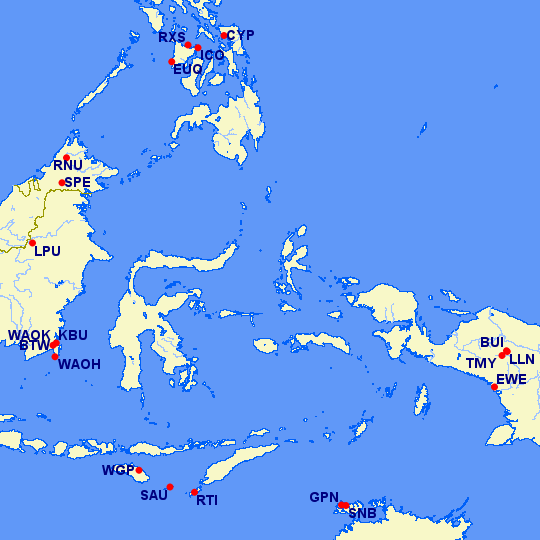 RXS
CYP
ICO
EUQ
RNU
SPE
LPU
WAOK
KBU
BTW
WAOH
BUI
TMY
LLN
EWE
WGP
SAU
RTI
GPN
SNB